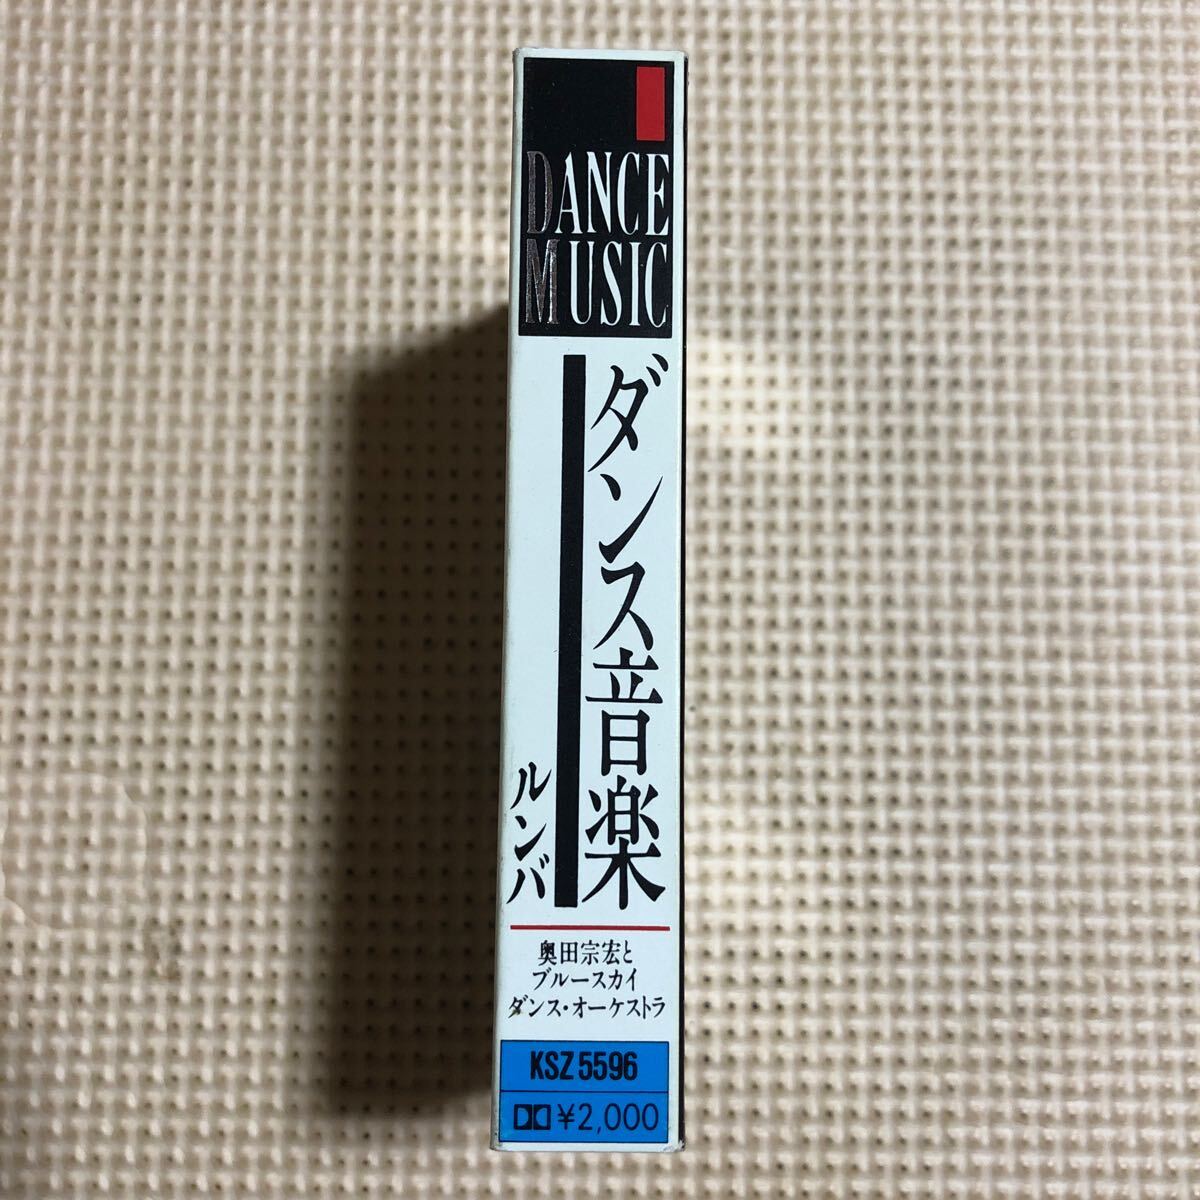 DANCE
MUSIC
ダンス音楽
ルンバ
奥田宗宏と
ブルースカイ
ダンス・オーケストラ
KSZ 5596
¥2,000